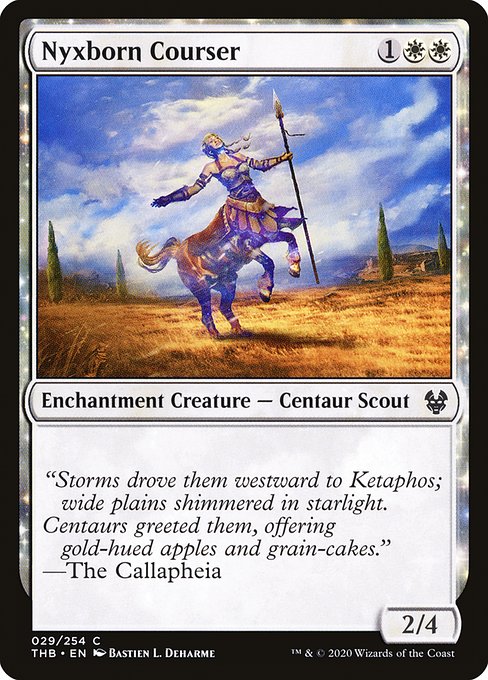 Nyxborn Courser 1
Enchantment Creature — Centaur Scout
“Storms drove them westward to Ketaphos;
wide plains shimmered in starlight.
Centaurs greeted them, offering
gold-hued apples and grain-cakes.”
—The Callapheia
2/4
029/254 C
THB • EN Bastien L. Deharme
™ & © 2020 Wizards of the Coast